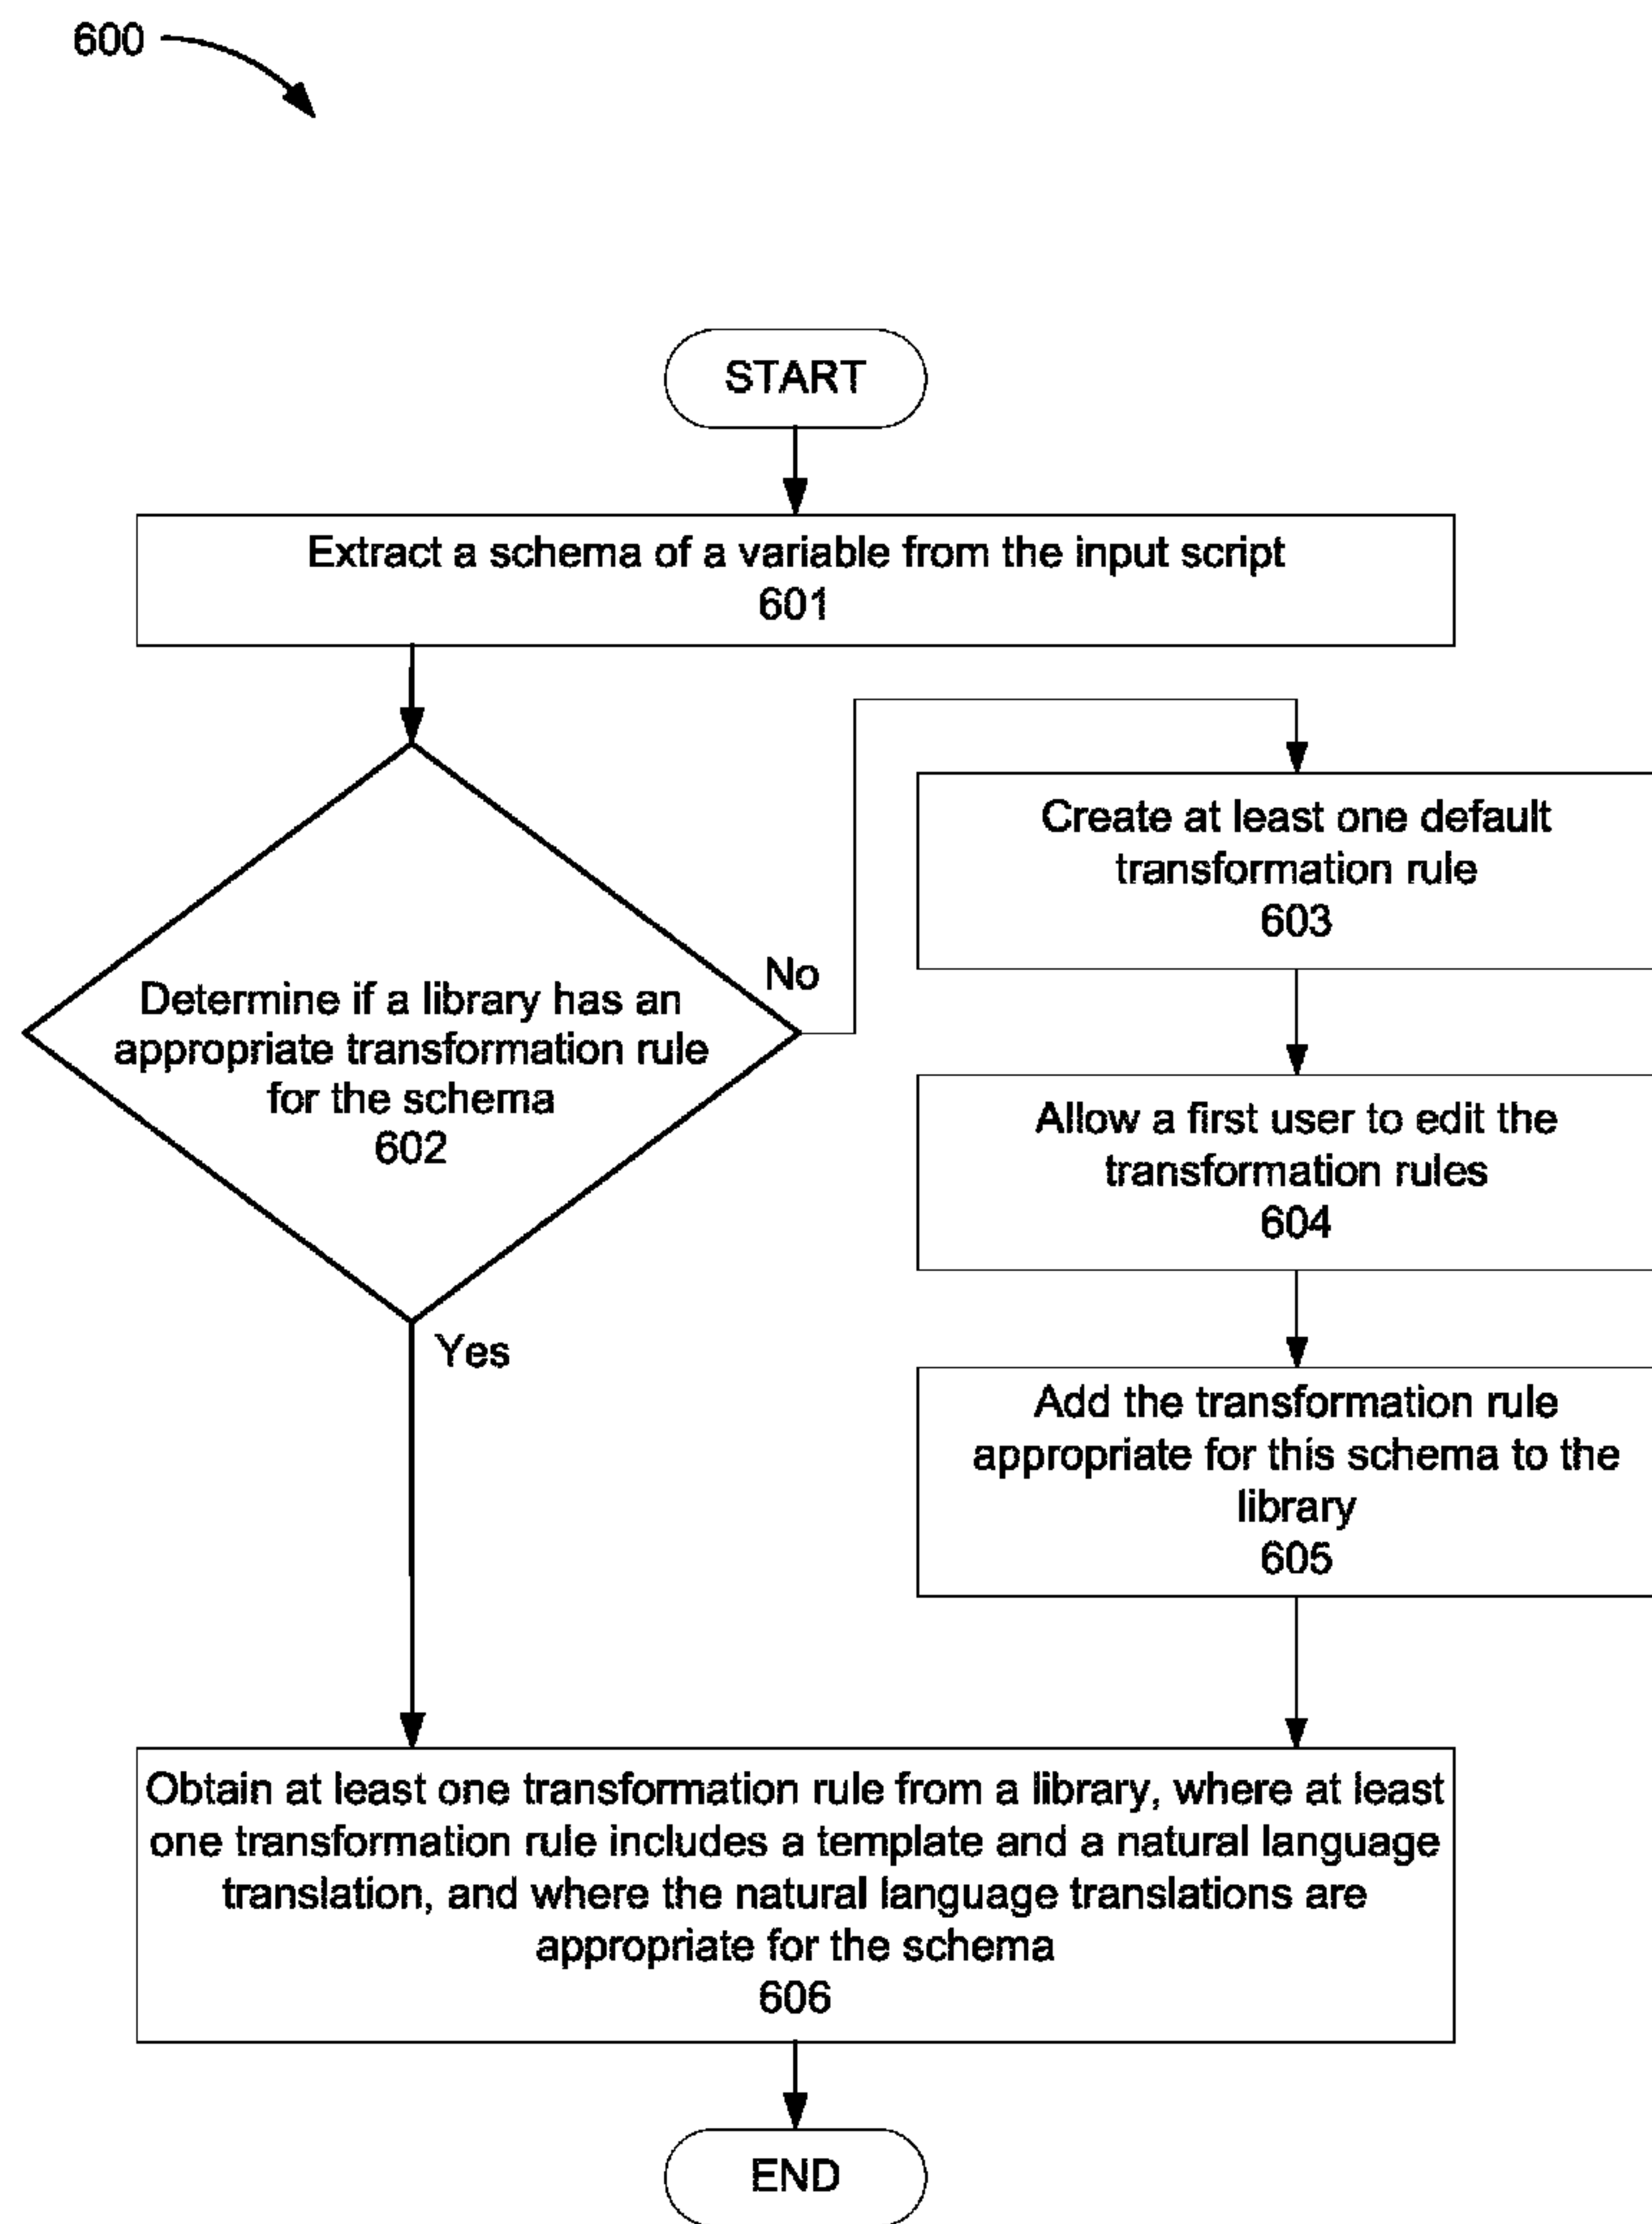 600
START
Extract a schema of a variable from the input script
601
Determine if a library has an
appropriate transformation rule
for the schema
602
No
Yes
Create at least one default
transformation rule
603
Allow a first user to edit the
transformation rules
604
Add the transformation rule
appropriate for this schema to the
library
605
Obtain at least one transformation rule from a library, where at least
one transformation rule includes a template and a natural language
translation, and where the natural language translations are
appropriate for the schema
606
END